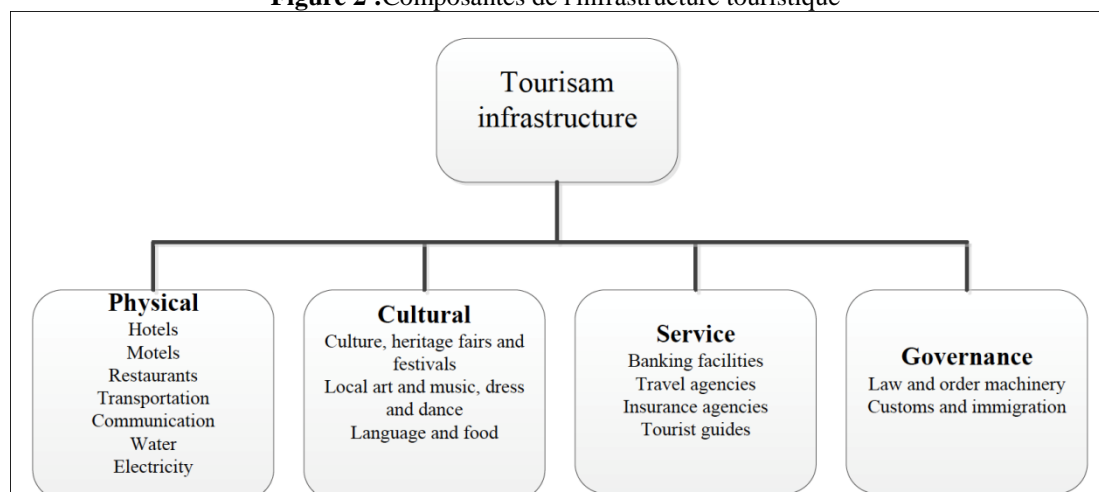 Figure 2 :Composantes de l'infrastructure touristique
Tourisam
infrastructure
Physical
Hotels
Motels
Restaurants
Transportation
Communication
Water
Electricity
Cultural
Culture, heritage fairs and
festivals
Local art and music, dress
and dance
Language and food
Service
Banking facilities
Travel agencies
Insurance agencies
Tourist guides
Governance
Law and order machinery
Customs and immigration